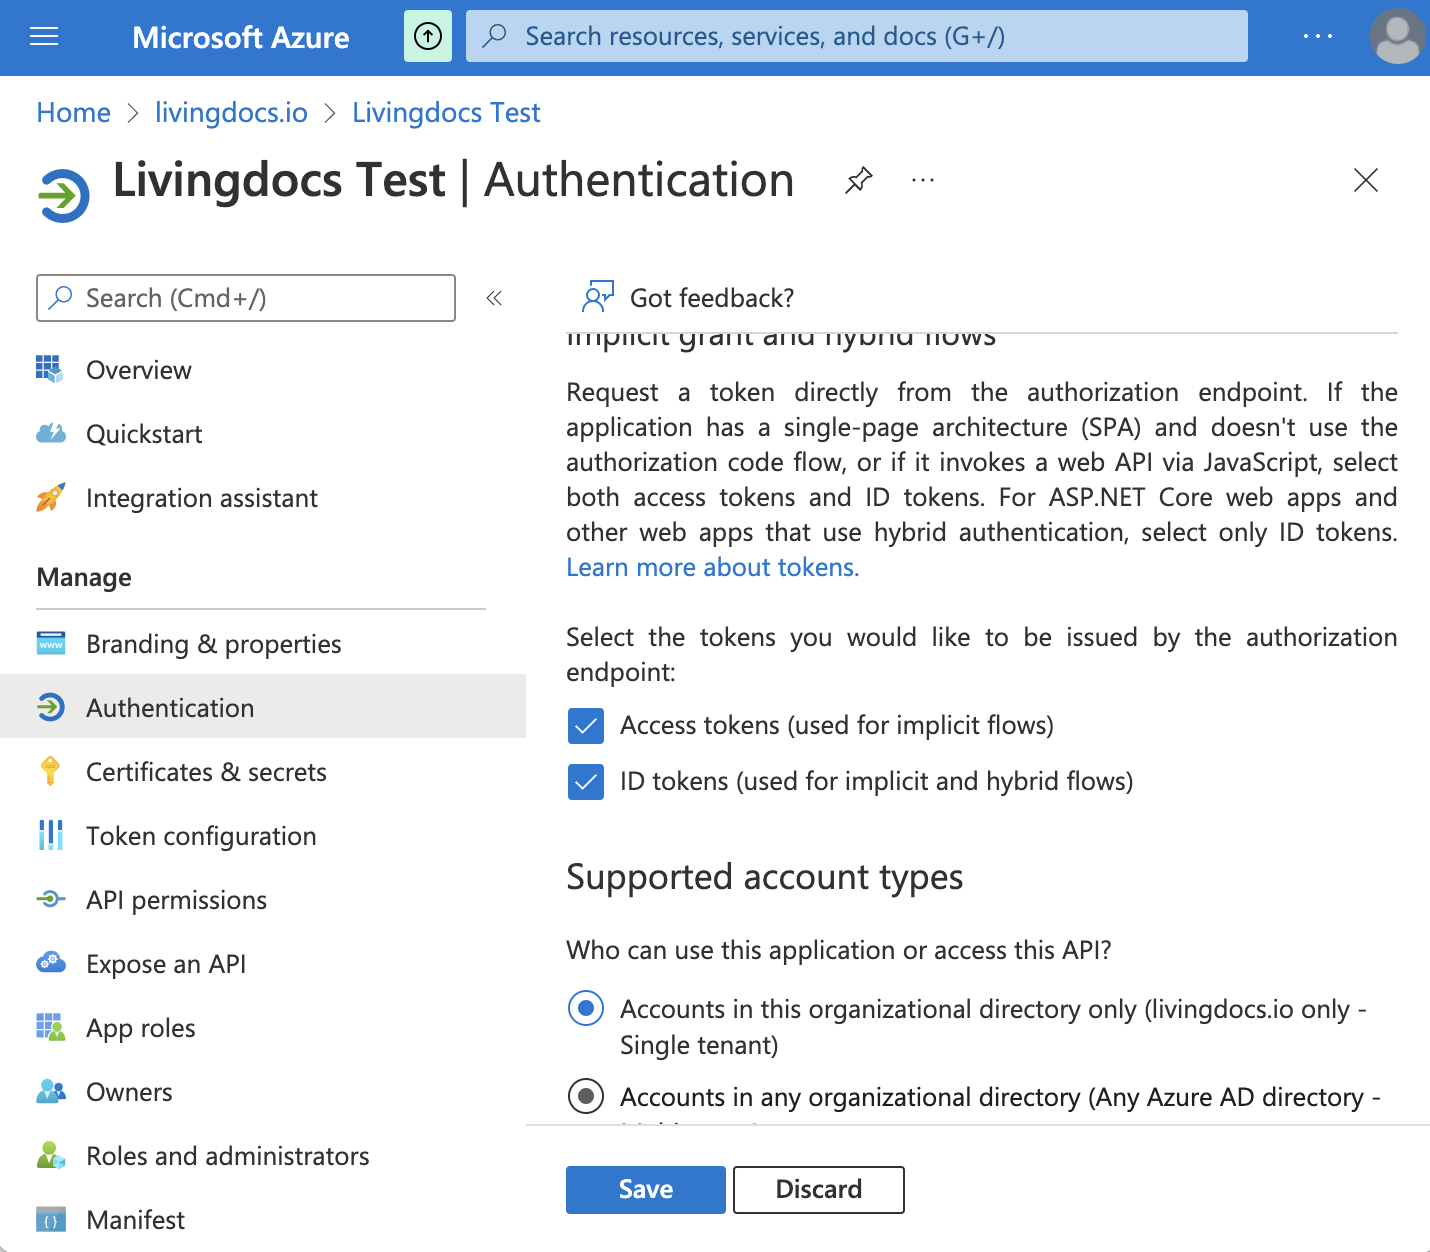 Microsoft Azure
Search resources, services, and docs (G+/)
...
Home > livingdocs.io > Livingdocs Test
Livingdocs Test | Authentication
...
Search (Cmd+/)
«
Overview
Quickstart
Integration assistant
Manage
www
Branding & properties
Authentication
Certificates & secrets
Token configuration
API permissions
Expose an API
App roles
Owners
Roles and administrators
{ }
Manifest
Got feedback?
Implicit grant and hybrid flows
Request a token directly from the authorization endpoint. If the
application has a single-page architecture (SPA) and doesn't use the
authorization code flow, or if it invokes a web API via JavaScript, select
both access tokens and ID tokens. For ASP.NET Core web apps and
other web apps that use hybrid authentication, select only ID tokens.
Learn more about tokens.
Select the tokens you would like to be issued by the authorization
endpoint:
Access tokens (used for implicit flows)
ID tokens (used for implicit and hybrid flows)
Supported account types
Who can use this application or access this API?
Accounts in this organizational directory only (livingdocs.io only -
Single tenant)
Accounts in any organizational directory (Any Azure AD directory -
Save
Discard